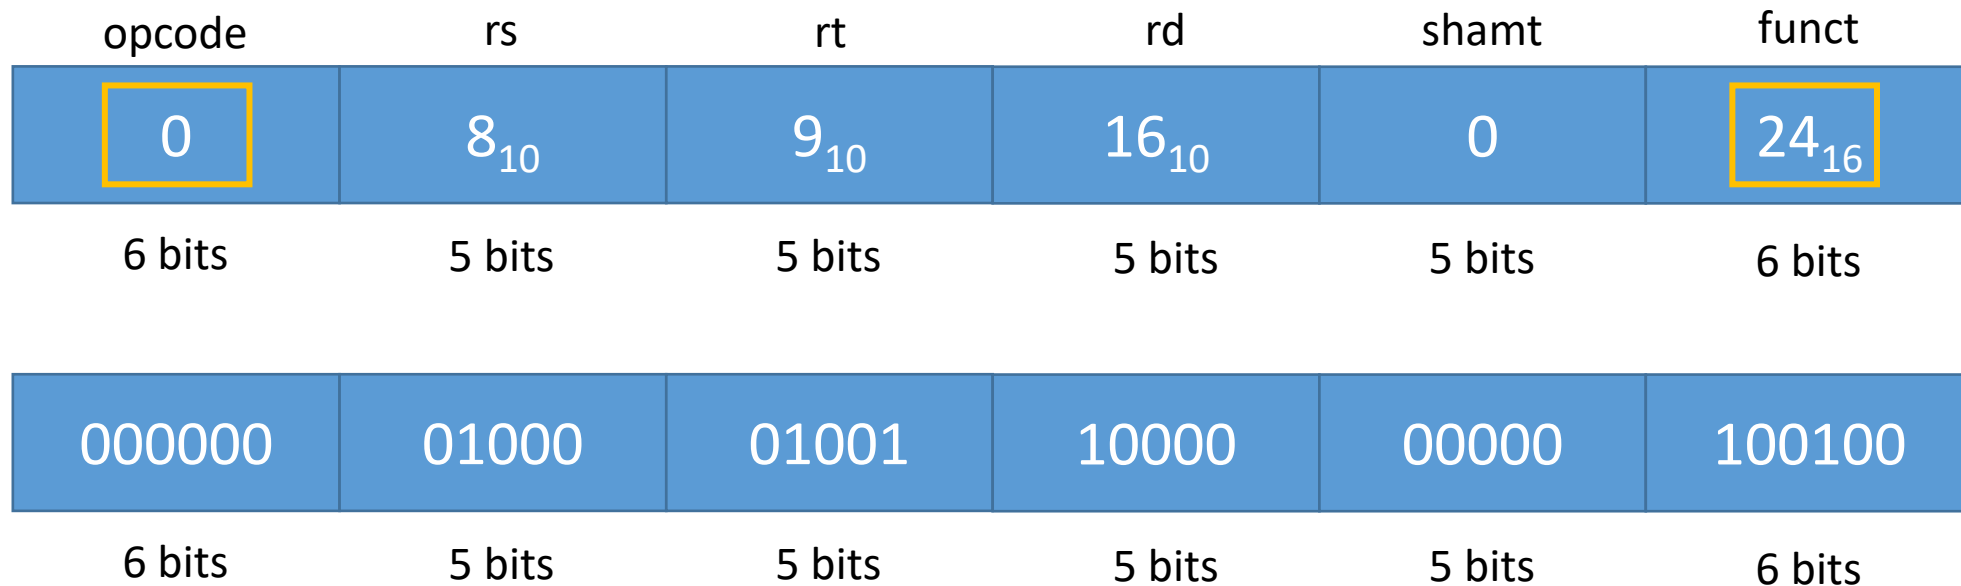 opcode rs rt rd shamt funct
0 8₁₀ 9₁₀ 16₁₀ 0 24₁₆
6 bits 5 bits 5 bits 5 bits 5 bits 6 bits
000000 01000 01001 10000 00000 100100
6 bits 5 bits 5 bits 5 bits 5 bits 6 bits